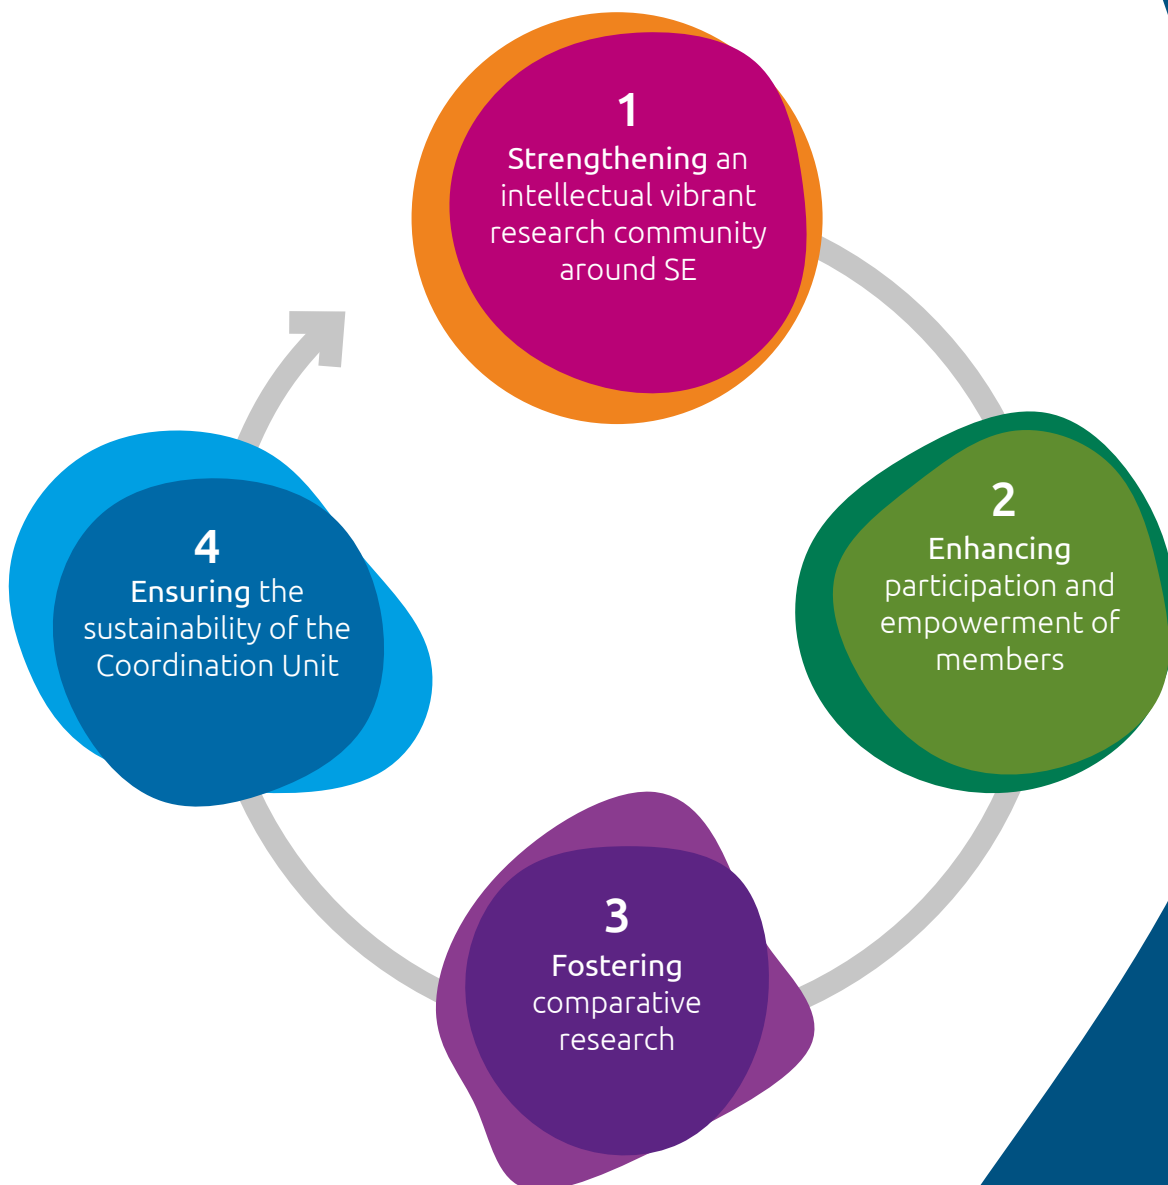 1
Strengthening an
intellectual vibrant
research community
around SE
2
Enhancing
participation and
empowerment of
members
3
Fostering
comparative
research
4
Ensuring the
sustainability of the
Coordination Unit